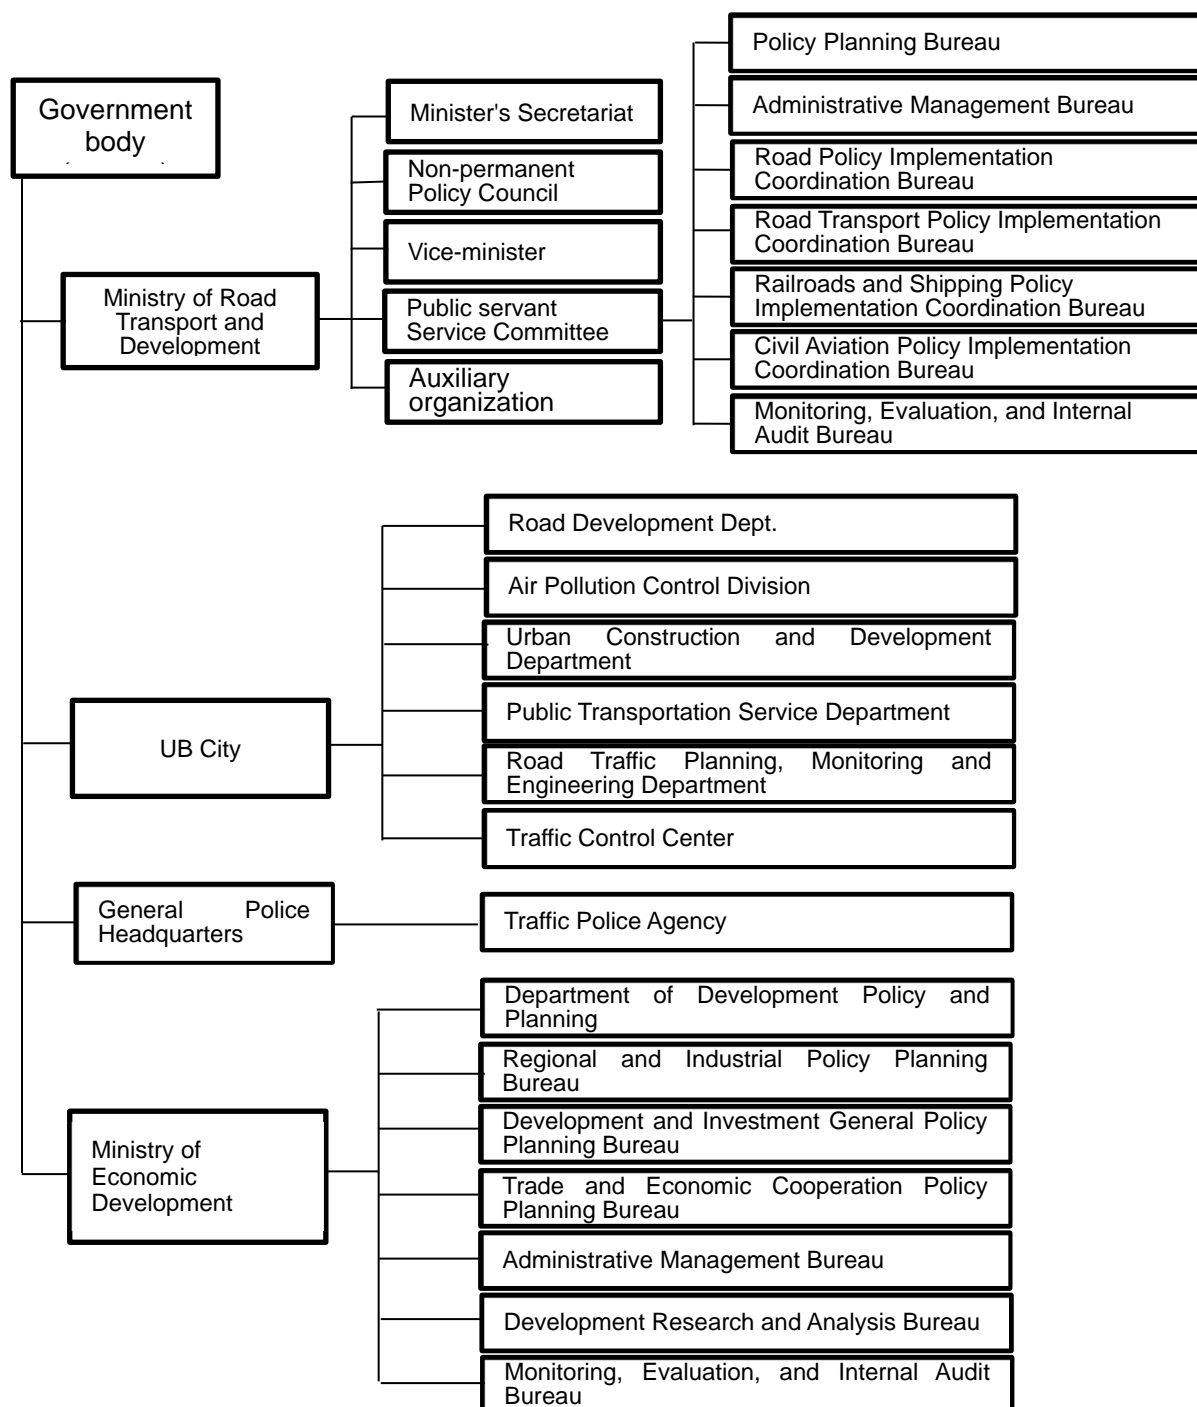 Government
body
Ministry of Road
Transport and
Development
Minister's Secretariat
Non-permanent
Policy Council
Vice-minister
Public servant
Service Committee
Auxiliary
organization
Policy Planning Bureau
Administrative Management Bureau
Road Policy Implementation
Coordination Bureau
Road Transport Policy Implementation
Coordination Bureau
Railroads and Shipping Policy
Implementation Coordination Bureau
Civil Aviation Policy Implementation
Coordination Bureau
Monitoring, Evaluation, and Internal
Audit Bureau
UB City
Road Development Dept.
Air Pollution Control Division
Urban Construction and Development
Department
Public Transportation Service Department
Road Traffic Planning, Monitoring and
Engineering Department
Traffic Control Center
General Police
Headquarters
Traffic Police Agency
Ministry of
Economic
Development
Department of Development Policy and
Planning
Regional and Industrial Policy Planning
Bureau
Development and Investment General Policy
Planning Bureau
Trade and Economic Cooperation Policy
Planning Bureau
Administrative Management Bureau
Development Research and Analysis Bureau
Monitoring, Evaluation, and Internal Audit
Bureau